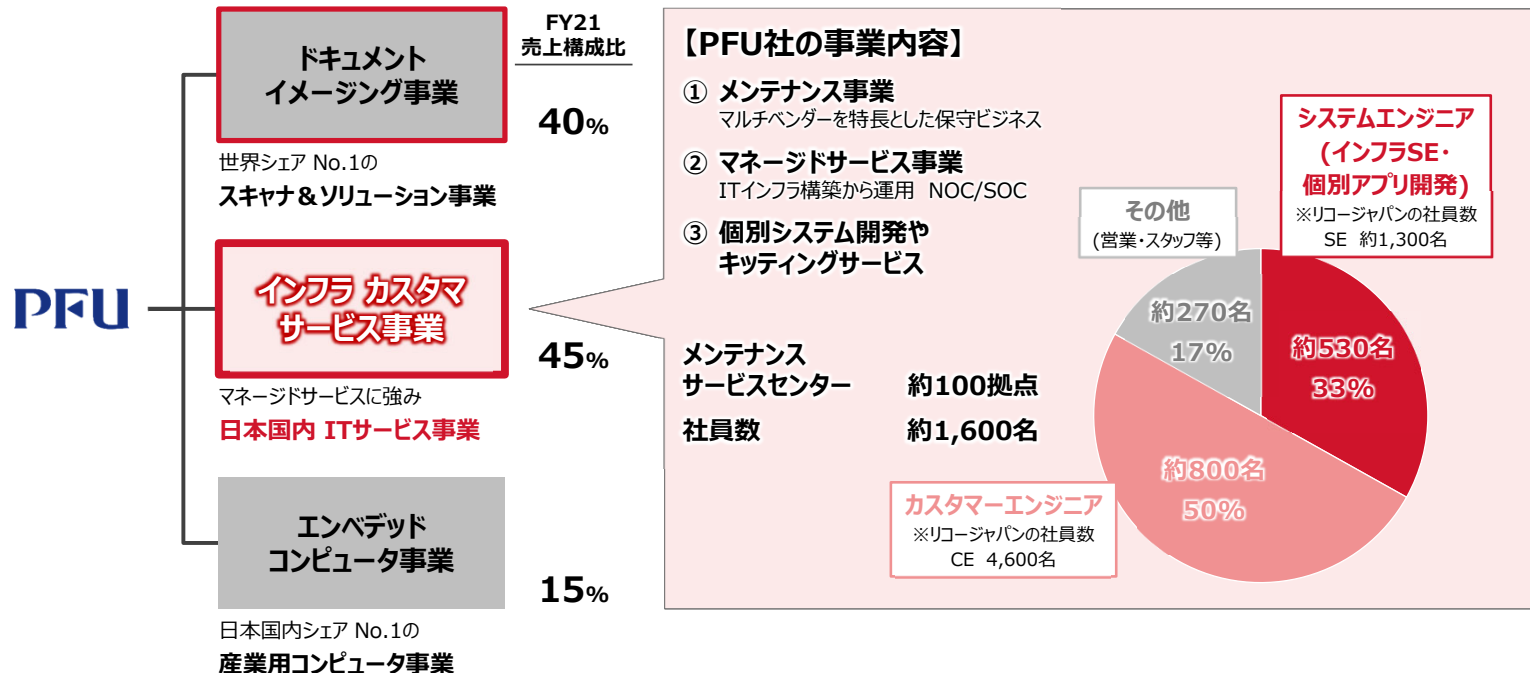 PFU
FY21
売上構成比
ドキュメント
イメージング事業
40%
世界シェア No.1の
スキャナ&ソリューション事業
インフラ カスタマ
サービス事業
45%
マネージドサービスに強み
日本国内 ITサービス事業
エンベデッド
コンピュータ事業
15%
日本国内シェア No.1の
産業用コンピュータ事業
【PFU社の事業内容】
① メンテナンス事業
マルチベンダーを特長とした保守ビジネス
② マネージドサービス事業
ITインフラ構築から運用 NOC/SOC
③ 個別システム開発や
キッティングサービス
メンテナンス
サービスセンター 約100拠点
社員数 約1,600名
システムエンジニア
(インフラSE・
個別アプリ開発)
※リコージャパンの社員数
SE 約1,300名
その他
(営業・スタッフ等)
約270名
17%
約530名
33%
約800名
50%
カスタマーエンジニア
※リコージャパンの社員数
CE 4,600名